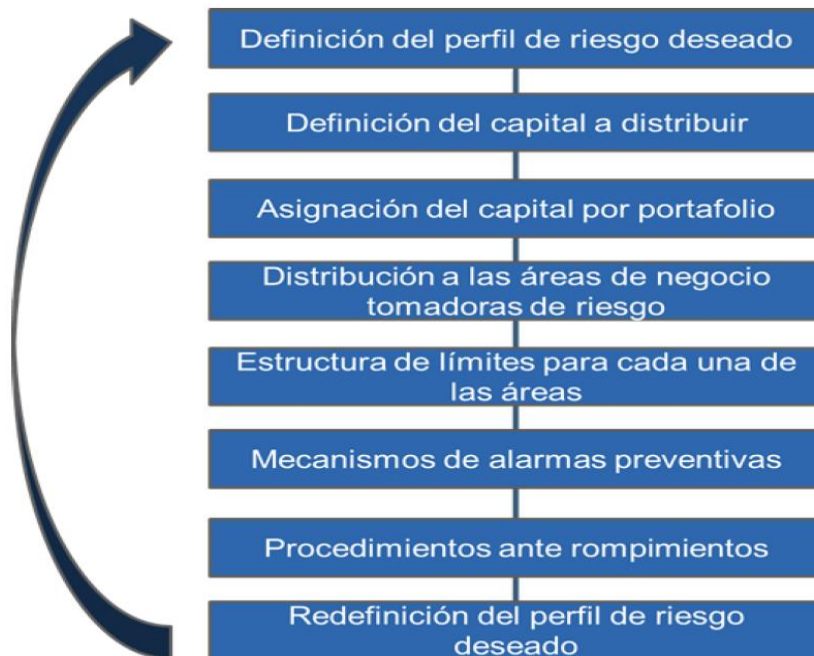 Definición del perfil de riesgo deseado
Definición del capital a distribuir
Asignación del capital por portafolio
Distribución a las áreas de negocio
tomadoras de riesgo
Estructura de límites para cada una de
las áreas
Mecanismos de alarmas preventivas
Procedimientos ante rompimientos
Redefinición del perfil de riesgo
deseado